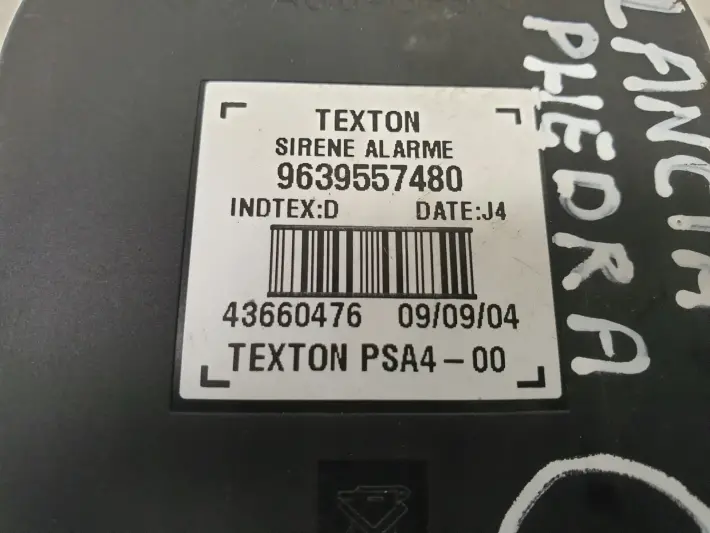 TEXTON
SIRENE ALARME
9639557480
INDTEX:D DATE:J4
43660476 09/09/04
TEXTON PSA4-00
LANCIA
PHEDRA